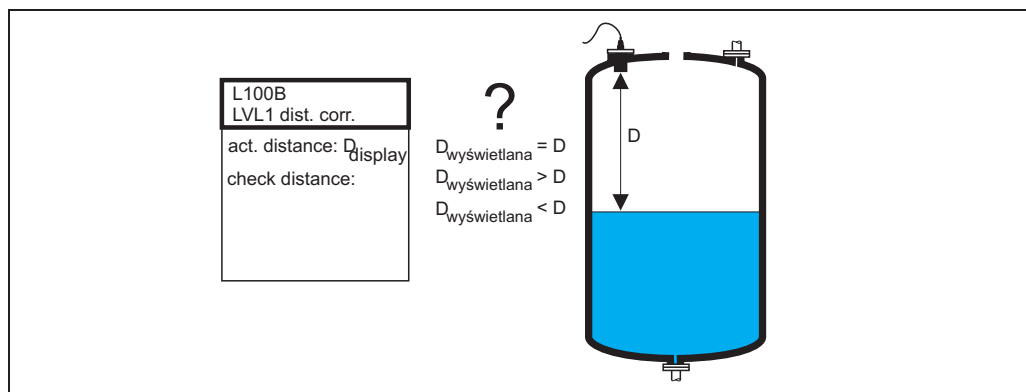 L100B
LVL1 dist. corr.
act. distance: Ddisplay
check distance:
?
Dwyświetlana = D
Dwyświetlana > D
Dwyświetlana < D
D